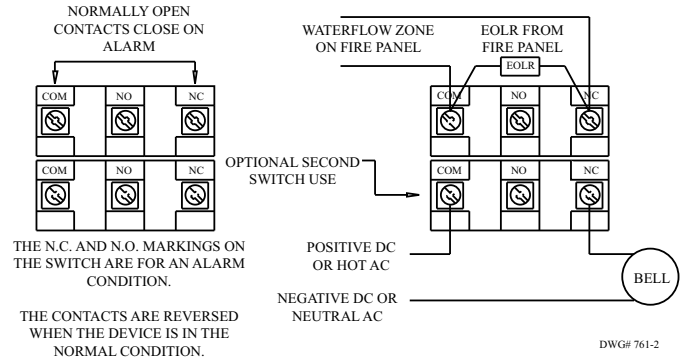 NORMALLY OPEN
CONTACTS CLOSE ON
ALARM
COM NO NC
COM NO NC
THE N.C. AND N.O. MARKINGS ON
THE SWITCH ARE FOR AN ALARM
CONDITION.
THE CONTACTS ARE REVERSED
WHEN THE DEVICE IS IN THE
NORMAL CONDITION.
WATERFLOW ZONE
ON FIRE PANEL
EOLR FROM
FIRE PANEL
EOLR
COM NO NC
OPTIONAL SECOND
SWITCH USE
COM NO NC
POSITIVE DC
OR HOT AC
NEGATIVE DC OR
NEUTRAL AC
BELL
DWG# 761-2